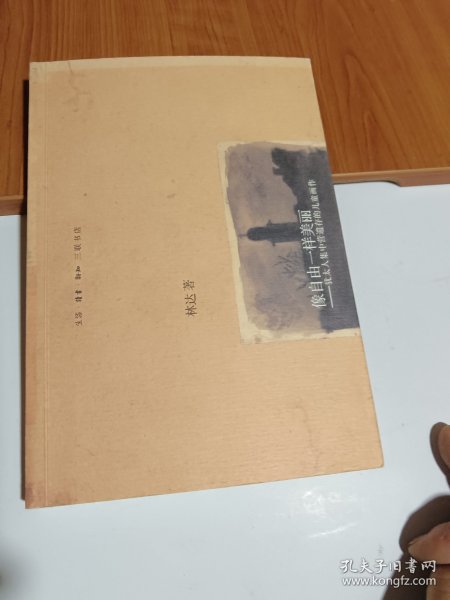 像自由一样美丽
——犹太人集中营遗存的儿童画作
林达 著
生活·讀書·新知 三联书店
孔夫子旧书网
www.kongfz.com